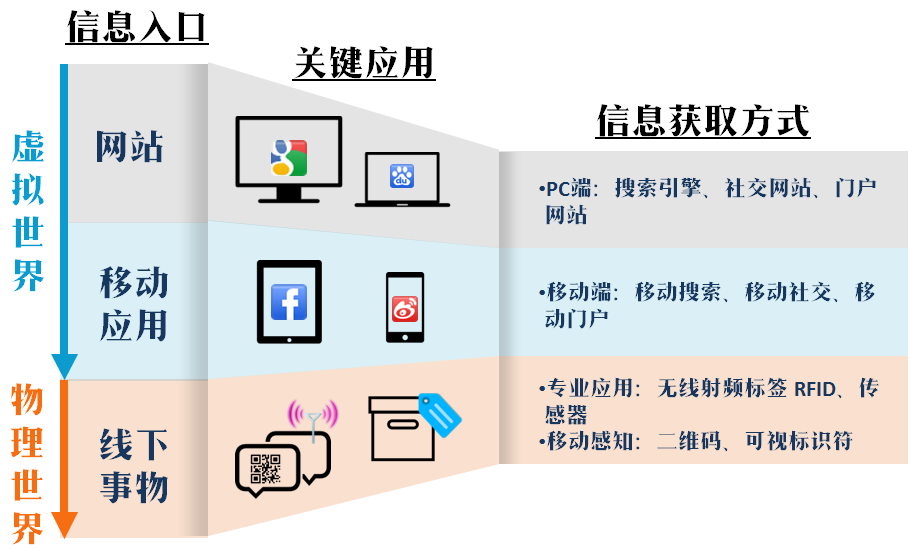 信息入口
关键应用
信息获取方式
虚拟世界
网站
du
•PC端：搜索引擎、社交网站、门户
网站
移动
应用
f
•移动端：移动搜索、移动社交、移
动门户
物理世界
线下
事物
•专业应用：无线射频标签 RFID、传
感器
•移动感知：二维码、可视标识符